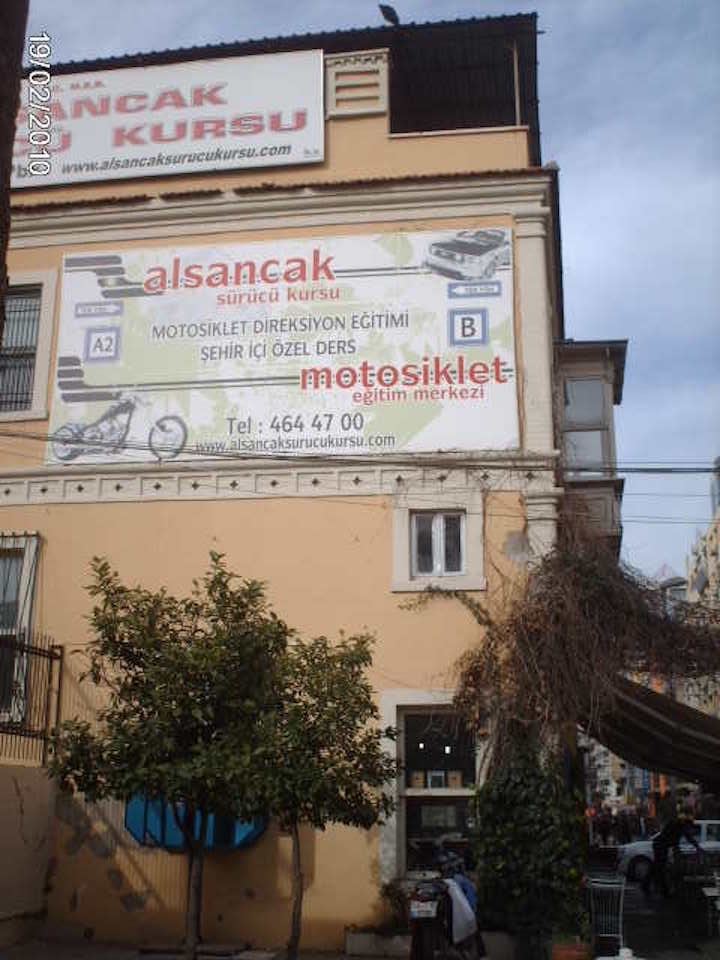 19/02/2010
M.E.B.
SANCAK
KURSU
www.alsancaksurucukursu.com
alsancak
sürücü kursu
MOTOSİKLET DİREKSİYON EĞİTİMİ
A2
B
ŞEHİR İÇİ ÖZEL DERS
motosiklet
eğitim merkezi
Tel : 464 47 00
www.alsancaksurucukursu.com